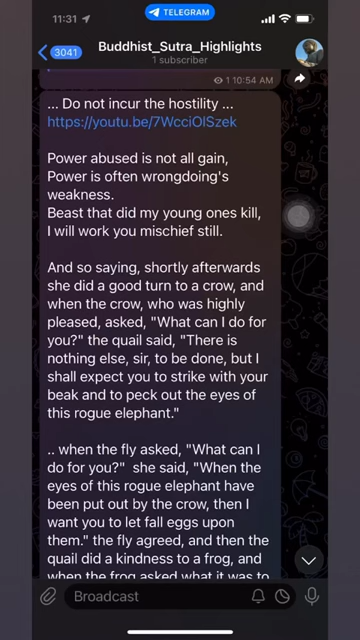 11:31
TELEGRAM
3041
Buddhist_Sutra_Highlights
1 subscriber
1 10:54 AM
... Do not incur the hostility ...
https://youtu.be/7WcciOlSzek
Power abused is not all gain,
Power is often wrongdoing's
weakness.
Beast that did my young ones kill,
I will work you mischief still.
And so saying, shortly afterwards
she did a good turn to a crow, and
when the crow, who was highly
pleased, asked, "What can I do for
you?" the quail said, "There is
nothing else, sir, to be done, but I
shall expect you to strike with your
beak and to peck out the eyes of
this rogue elephant."
.. when the fly asked, "What can I
do for you?"  she said, "When the
eyes of this rogue elephant have
been put out by the crow, then I
want you to let fall eggs upon
them." the fly agreed, and then the
quail did a kindness to a frog, and
when the frog asked what it was to
Broadcast